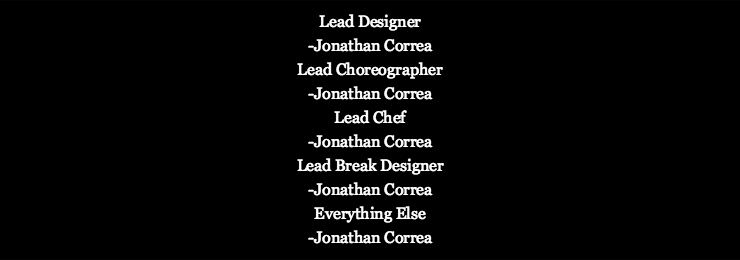 Lead Designer
-Jonathan Correa
Lead Choreographer
-Jonathan Correa
Lead Chef
-Jonathan Correa
Lead Break Designer
-Jonathan Correa
Everything Else
-Jonathan Correa